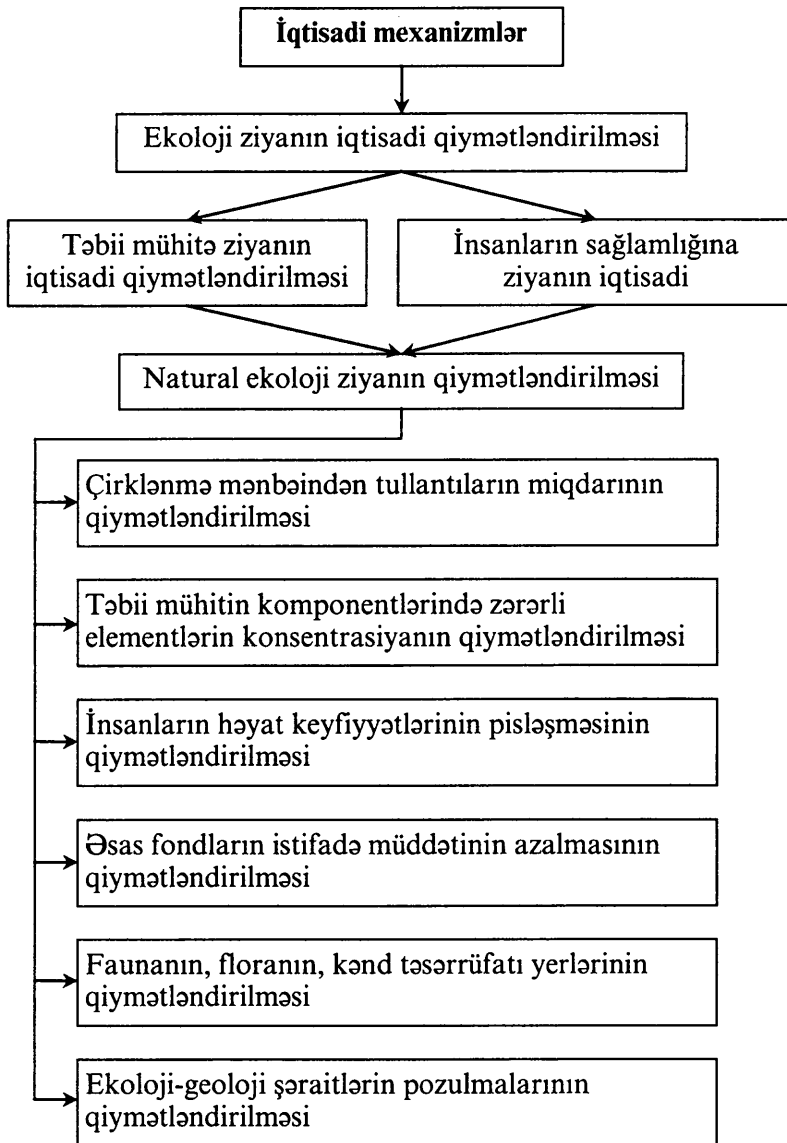 İqtisadi mexanizmlər
Ekoloji ziyanın iqtisadi qiymətləndirilməsi
Təbii mühitə ziyanın
iqtisadi qiymətləndirilməsi
İnsanların sağlamlığına
ziyanın iqtisadi
Natural ekoloji ziyanın qiymətləndirilməsi
Çirklənmə mənbəindən tullantıların miqdarının
qiymətləndirilməsi
Təbii mühitin komponentlərində zərərli
elementlərin konsentrasiyanın qiymətləndirilməsi
İnsanların həyat keyfiyyətlərinin pisləşməsinin
qiymətləndirilməsi
Əsas fondların istifadə müddətinin azalmasının
qiymətləndirilməsi
Faunanın, floranın, kənd təsərrüfatı yerlərinin
qiymətləndirilməsi
Ekoloji-geoloji şəraitlərin pozulmalarının
qiymətləndirilməsi